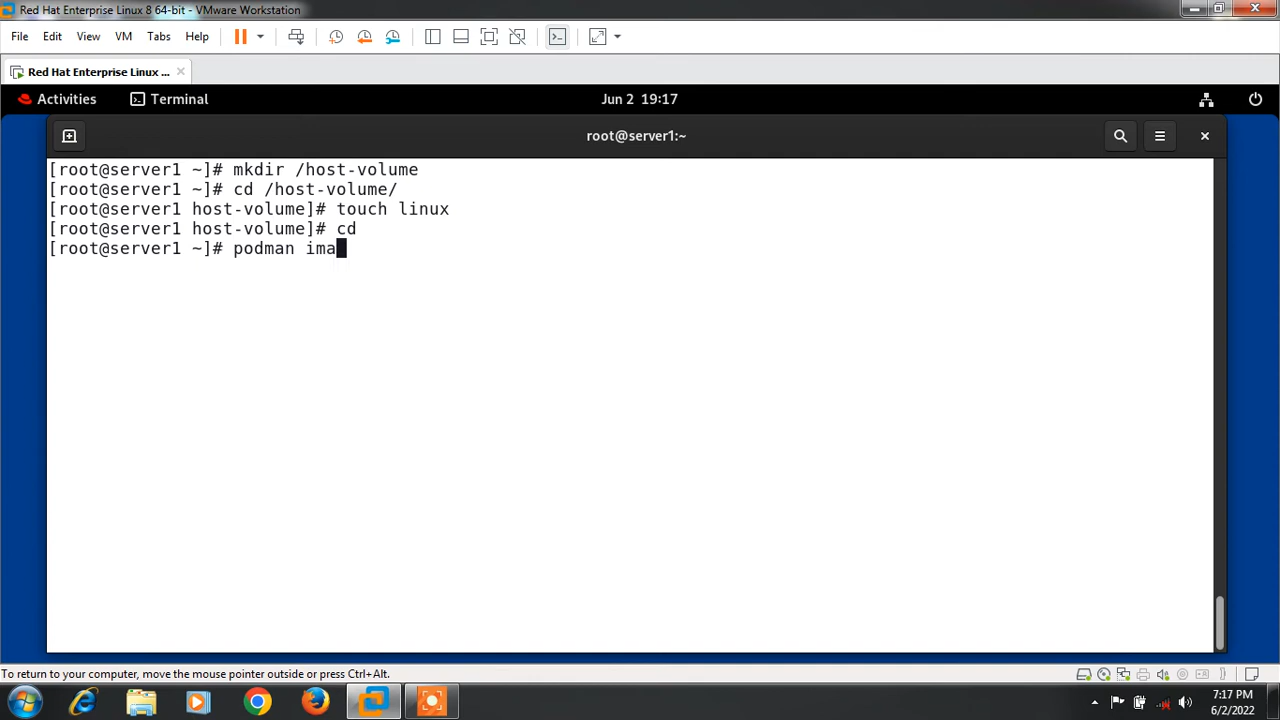 Red Hat Enterprise Linux 8 64-bit - VMware Workstation
File Edit View VM Tabs Help
Red Hat Enterprise Linux ...
Activities Terminal Jun 2 19:17
root@server1:~
[root@server1 ~]# mkdir /host-volume
[root@server1 ~]# cd /host-volume/
[root@server1 host-volume]# touch linux
[root@server1 host-volume]# cd
[root@server1 ~]# podman ima
To return to your computer, move the mouse pointer outside or press Ctrl+Alt.
7:17 PM
6/2/2022